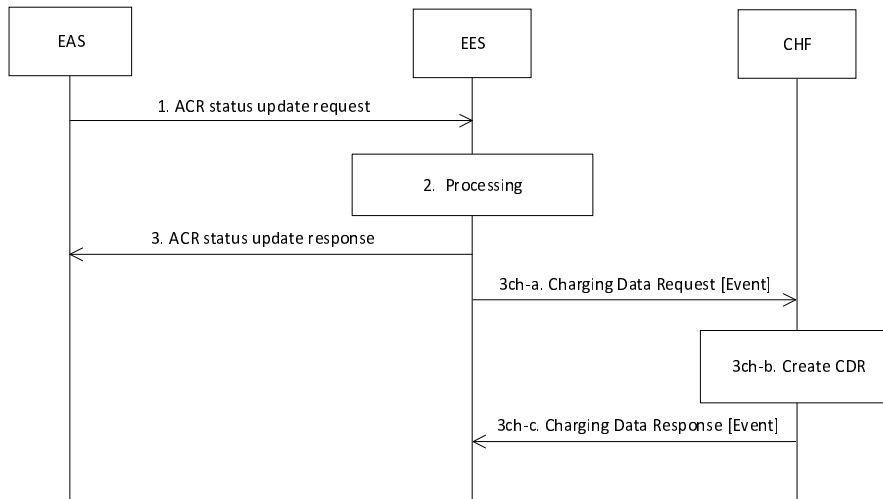 EAS
EES
CHF
1. ACR status update request
2. Processing
3. ACR status update response
3ch-a. Charging Data Request [Event]
3ch-b. Create CDR
3ch-c. Charging Data Response [Event]